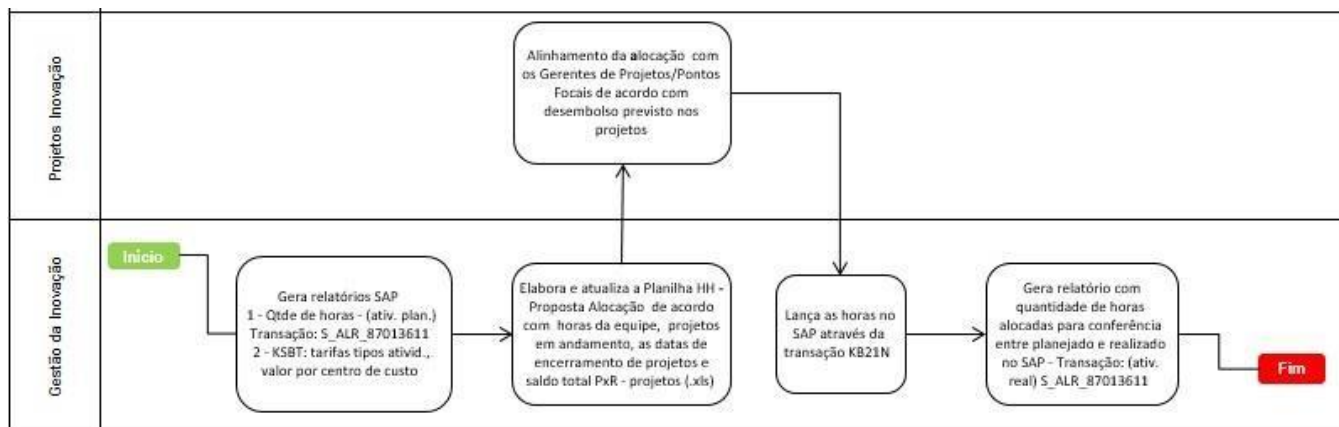 Projetos Inovação
Alinhamento da alocação com
os Gerentes de Projetos/Pontos
Focais de acordo com
desembolso previsto nos
projetos
Gestão da Inovação
Início
Gera relatórios SAP
1 - Qtde de horas - (ativ. plan.)
Transação: S_ALR_87013611
2 - KSBT: tarifas tipos ativid.,
valor por centro de custo
Elabora e atualiza a Planilha HH -
Proposta Alocação de acordo
com horas da equipe, projetos
em andamento, as datas de
encerramento de projetos e
saldo total PxR - projetos (.xls)
Lança as horas no
SAP através da
transação KB21N
Gera relatório com
quantidade de horas
alocadas para conferência
entre planejado e realizado
no SAP - Transação: (ativ.
real) S_ALR_87013611
Fim